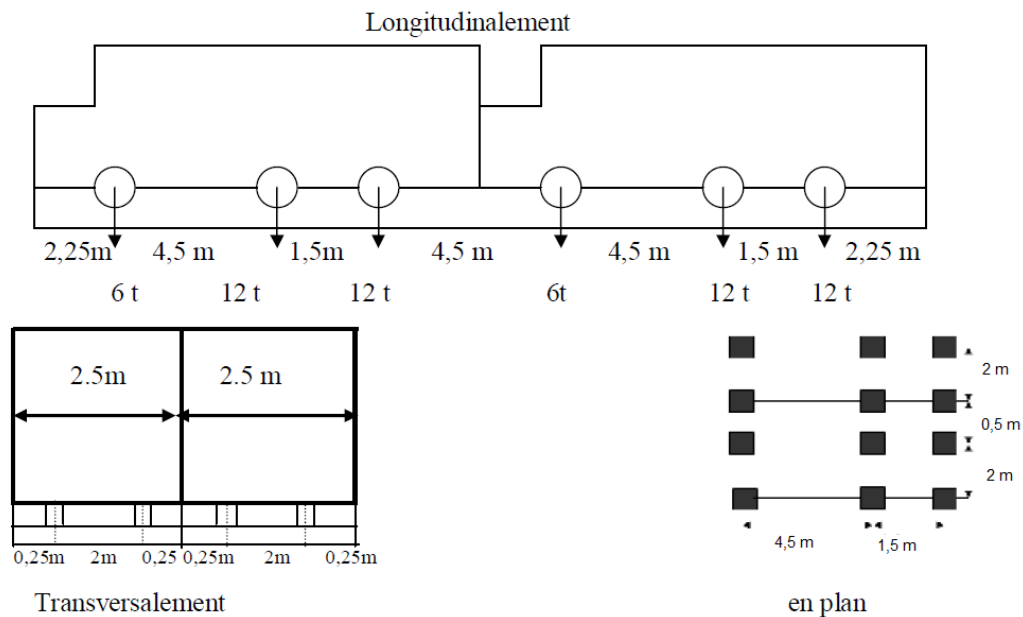 Longitudinalement
2,25m 4,5 m 1,5m 4,5 m 4,5 m 1,5 m 2,25 m
6 t 12 t 12 t 6t 12 t 12 t
2.5m 2.5 m
2 m
0,5 m
2 m
4,5 m 1,5 m
0,25m 2m 0,25 0,25m 2m 0,25m
Transversalement en plan